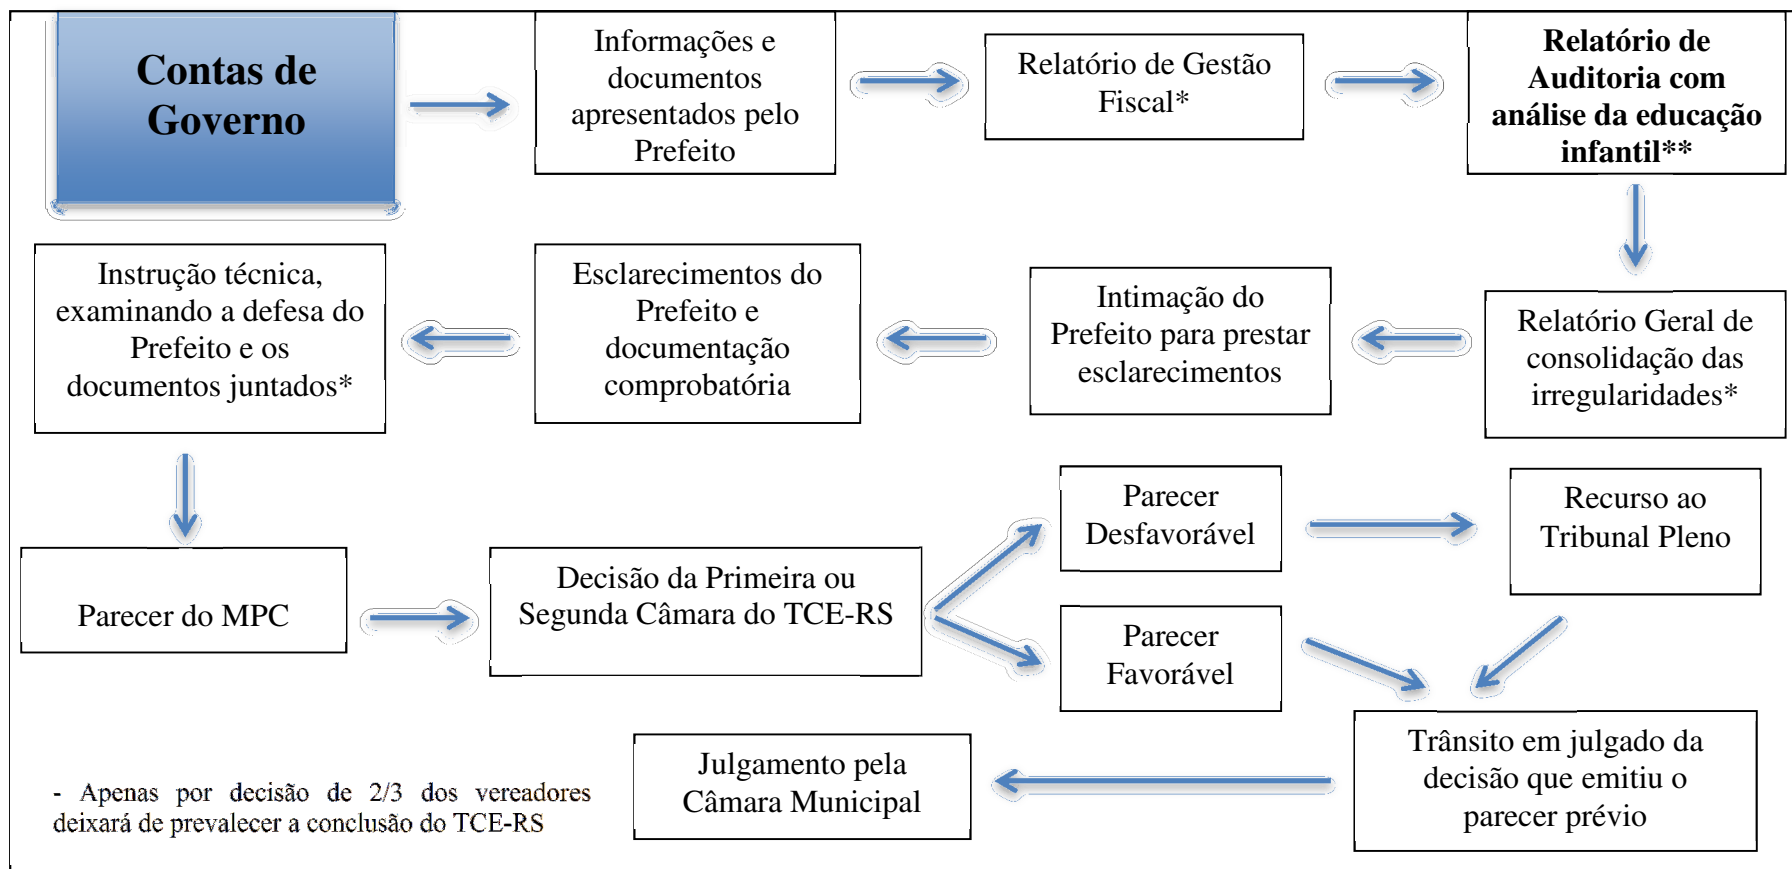 Contas de
Governo
Informações e
documentos
apresentados pelo
Prefeito
Relatório de Gestão
Fiscal*
Relatório de
Auditoria com
análise da educação
infantil**
Relatório Geral de
consolidação das
irregularidades*
Intimação do
Prefeito para prestar
esclarecimentos
Esclarecimentos do
Prefeito e
documentação
comprobatória
Instrução técnica,
examinando a defesa do
Prefeito e os
documentos juntados*
Parecer do MPC
Decisão da Primeira ou
Segunda Câmara do TCE-RS
Parecer
Desfavorável
Recurso ao
Tribunal Pleno
Parecer
Favorável
Trânsito em julgado da
decisão que emitiu o
parecer prévio
Julgamento pela
Câmara Municipal
- Apenas por decisão de 2/3 dos vereadores
deixará de prevalecer a conclusão do TCE-RS